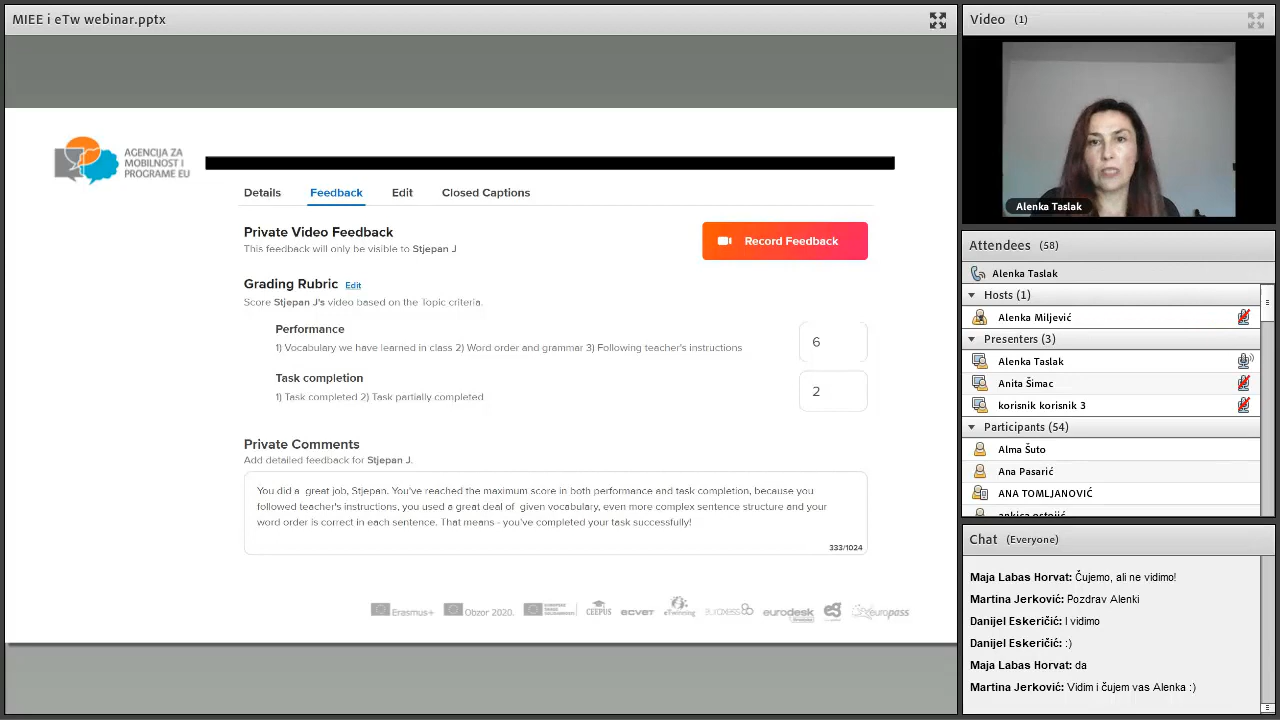 MIEE i eTw webinar.pptx
AGENCIJA ZA
MOBILNOST I
PROGRAME EU
Details Feedback Edit Closed Captions
Private Video Feedback
This feedback will only be visible to Stjepan J
Record Feedback
Grading Rubric Edit
Score Stjepan J's video based on the Topic criteria.
Performance
1) Vocabulary we have learned in class 2) Word order and grammar 3) Following teacher's instructions
6
Task completion
1) Task completed 2) Task partially completed
2
Private Comments
Add detailed feedback for Stjepan J.
You did a great job, Stjepan. You've reached the maximum score in both performance and task completion, because you
followed teacher's instructions, you used a great deal of given vocabulary, even more complex sentence structure and your
word order is correct in each sentence. That means - you've completed your task successfully!
333/1024
Erasmus+ Obzor 2020. CEEPUS ECVET eTwinning euraxess eurodesk europass
Video (1)
Alenka Taslak
Attendees (58)
Alenka Taslak
Hosts (1)
Alenka Miljević
Presenters (3)
Alenka Taslak
Anita Šimac
korisnik korisnik 3
Participants (54)
Alma Šuto
Ana Pasarić
ANA TOMLJANOVIĆ
ankica ostojić
Chat (Everyone)
Maja Labas Horvat: Čujemo, ali ne vidimo!
Martina Jerković: Pozdrav Alenki
Danijel Eskeričić: I vidimo
Danijel Eskeričić: :)
Maja Labas Horvat: da
Martina Jerković: Vidim i čujem vas Alenka :)